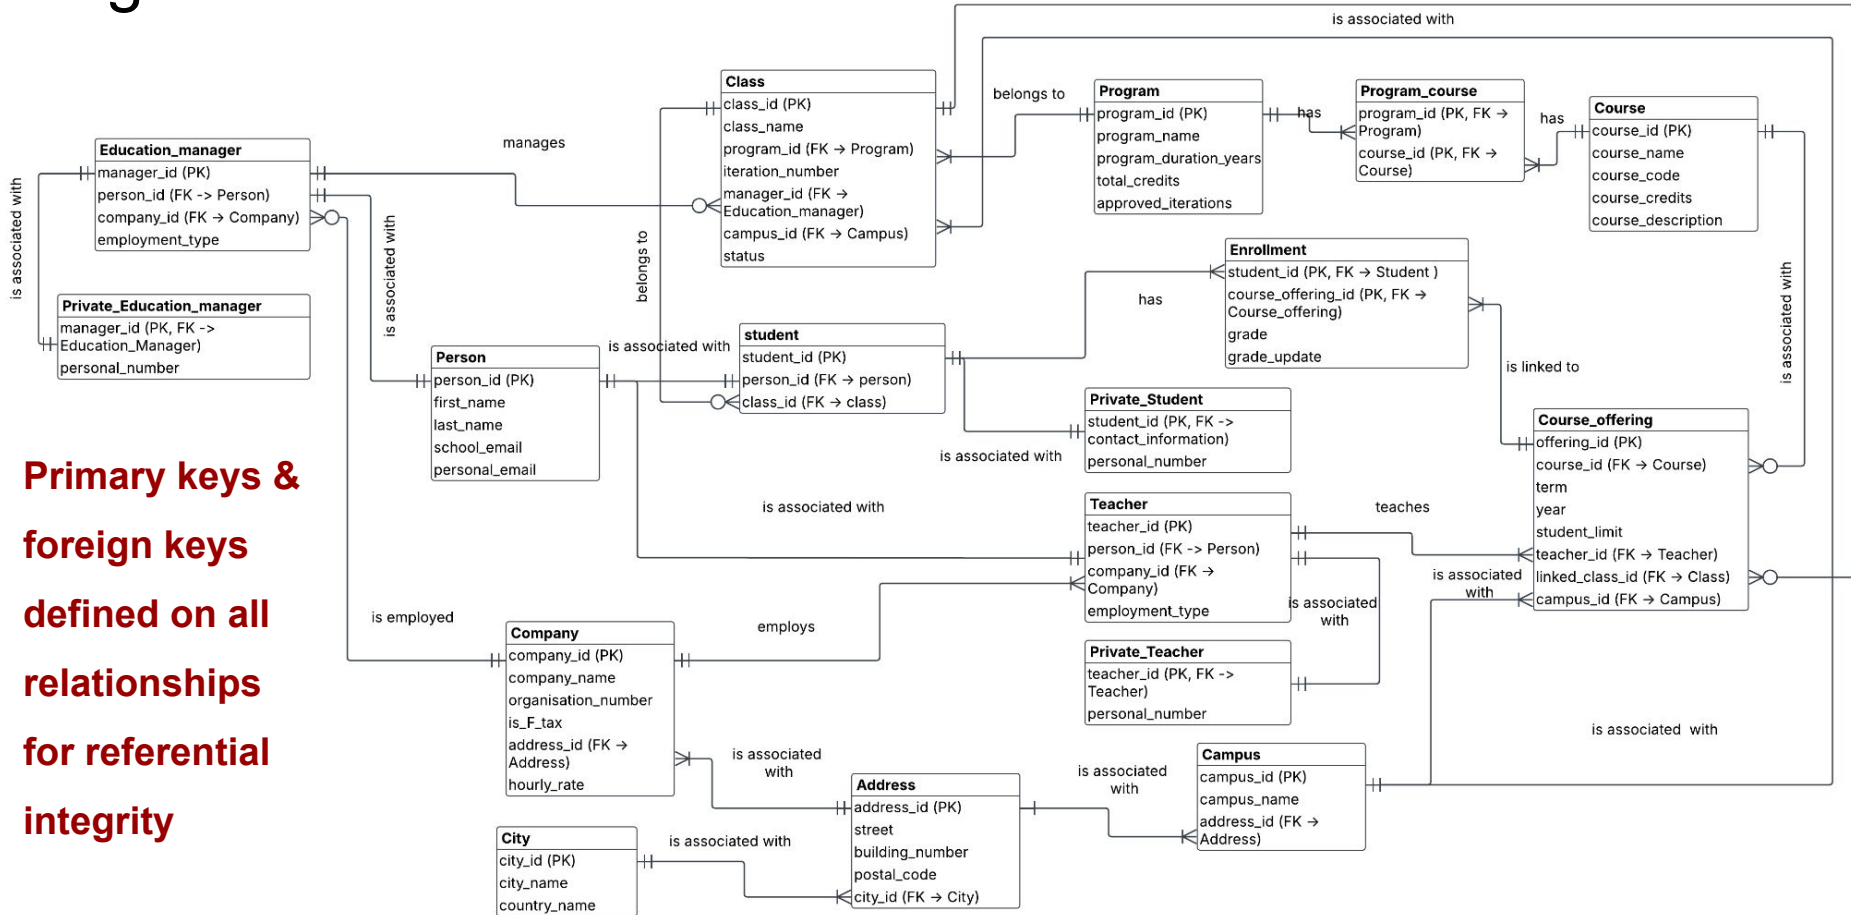 g
is associated with
Class
class_id (PK)
class_name
program_id (FK → Program)
iteration_number
manager_id (FK →
Education_manager)
campus_id (FK → Campus)
status
belongs to
Program
program_id (PK)
program_name
program_duration_years
total_credits
approved_iterations
has
Program_course
program_id (PK, FK →
Program)
course_id (PK, FK →
Course)
has
Course
course_id (PK)
course_name
course_code
course_credits
course_description
manages
Education_manager
manager_id (PK)
person_id (FK -> Person)
company_id (FK → Company)
employment_type
is associated with
is associated with
belongs to
Private_Education_manager
manager_id (PK, FK ->
Education_Manager)
personal_number
Enrollment
student_id (PK, FK → Student )
course_offering_id (PK, FK →
Course_offering)
grade
grade_update
has
is associated with
is linked to
is associated with
student
student_id (PK)
person_id (FK → person)
class_id (FK → class)
Person
person_id (PK)
first_name
last_name
school_email
personal_email
Private_Student
student_id (PK, FK ->
contact_information)
personal_number
is associated with
Course_offering
offering_id (PK)
course_id (FK → Course)
term
year
student_limit
teacher_id (FK → Teacher)
linked_class_id (FK → Class)
campus_id (FK → Campus)
Primary keys &
foreign keys
defined on all
relationships
for referential
integrity
is associated with
Teacher
teacher_id (PK)
person_id (FK -> Person)
company_id (FK →
Company)
employment_type
teaches
is associated
with
is associated
with
is employed
employs
Company
company_id (PK)
company_name
organisation_number
is_F_tax
address_id (FK →
Address)
hourly_rate
Private_Teacher
teacher_id (PK, FK ->
Teacher)
personal_number
is associated  with
is associated
with
is associated
with
Campus
campus_id (PK)
campus_name
address_id (FK →
Address)
Address
address_id (PK)
street
building_number
postal_code
city_id (FK → City)
is associated with
City
city_id (PK)
city_name
country_name